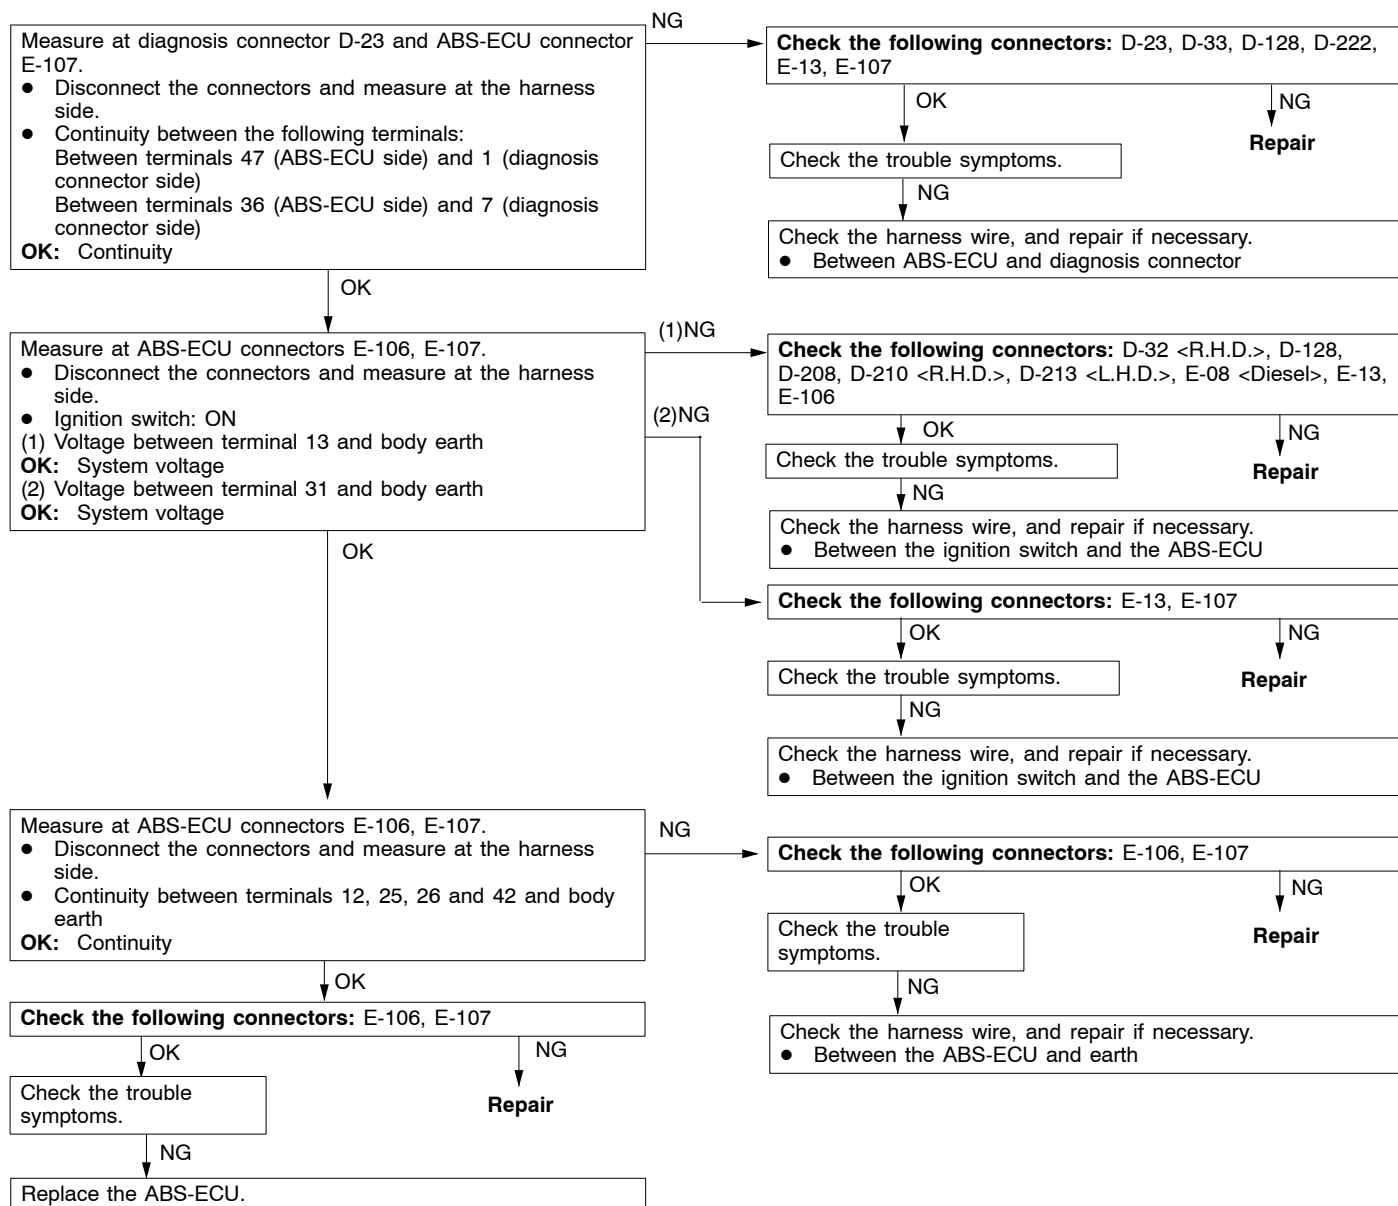 Measure at diagnosis connector D-23 and ABS-ECU connector
E-107.
● Disconnect the connectors and measure at the harness
side.
● Continuity between the following terminals:
Between terminals 47 (ABS-ECU side) and 1 (diagnosis
connector side)
Between terminals 36 (ABS-ECU side) and 7 (diagnosis
connector side)
OK: Continuity
NG
Check the following connectors: D-23, D-33, D-128, D-222,
E-13, E-107
OK
NG
Repair
Check the trouble symptoms.
NG
Check the harness wire, and repair if necessary.
● Between ABS-ECU and diagnosis connector
OK
Measure at ABS-ECU connectors E-106, E-107.
● Disconnect the connectors and measure at the harness
side.
● Ignition switch: ON
(1) Voltage between terminal 13 and body earth
OK: System voltage
(2) Voltage between terminal 31 and body earth
OK: System voltage
(1)NG
Check the following connectors: D-32 <R.H.D.>, D-128,
D-208, D-210 <R.H.D.>, D-213 <L.H.D.>, E-08 <Diesel>, E-13,
E-106
(2)NG
OK
NG
Repair
Check the trouble symptoms.
NG
Check the harness wire, and repair if necessary.
● Between the ignition switch and the ABS-ECU
Check the following connectors: E-13, E-107
OK
NG
Repair
Check the trouble symptoms.
NG
Check the harness wire, and repair if necessary.
● Between the ignition switch and the ABS-ECU
OK
Measure at ABS-ECU connectors E-106, E-107.
● Disconnect the connectors and measure at the harness
side.
● Continuity between terminals 12, 25, 26 and 42 and body
earth
OK: Continuity
NG
Check the following connectors: E-106, E-107
OK
NG
Repair
Check the trouble
symptoms.
NG
Check the harness wire, and repair if necessary.
● Between the ABS-ECU and earth
OK
Check the following connectors: E-106, E-107
OK
NG
Repair
Check the trouble
symptoms.
NG
Replace the ABS-ECU.